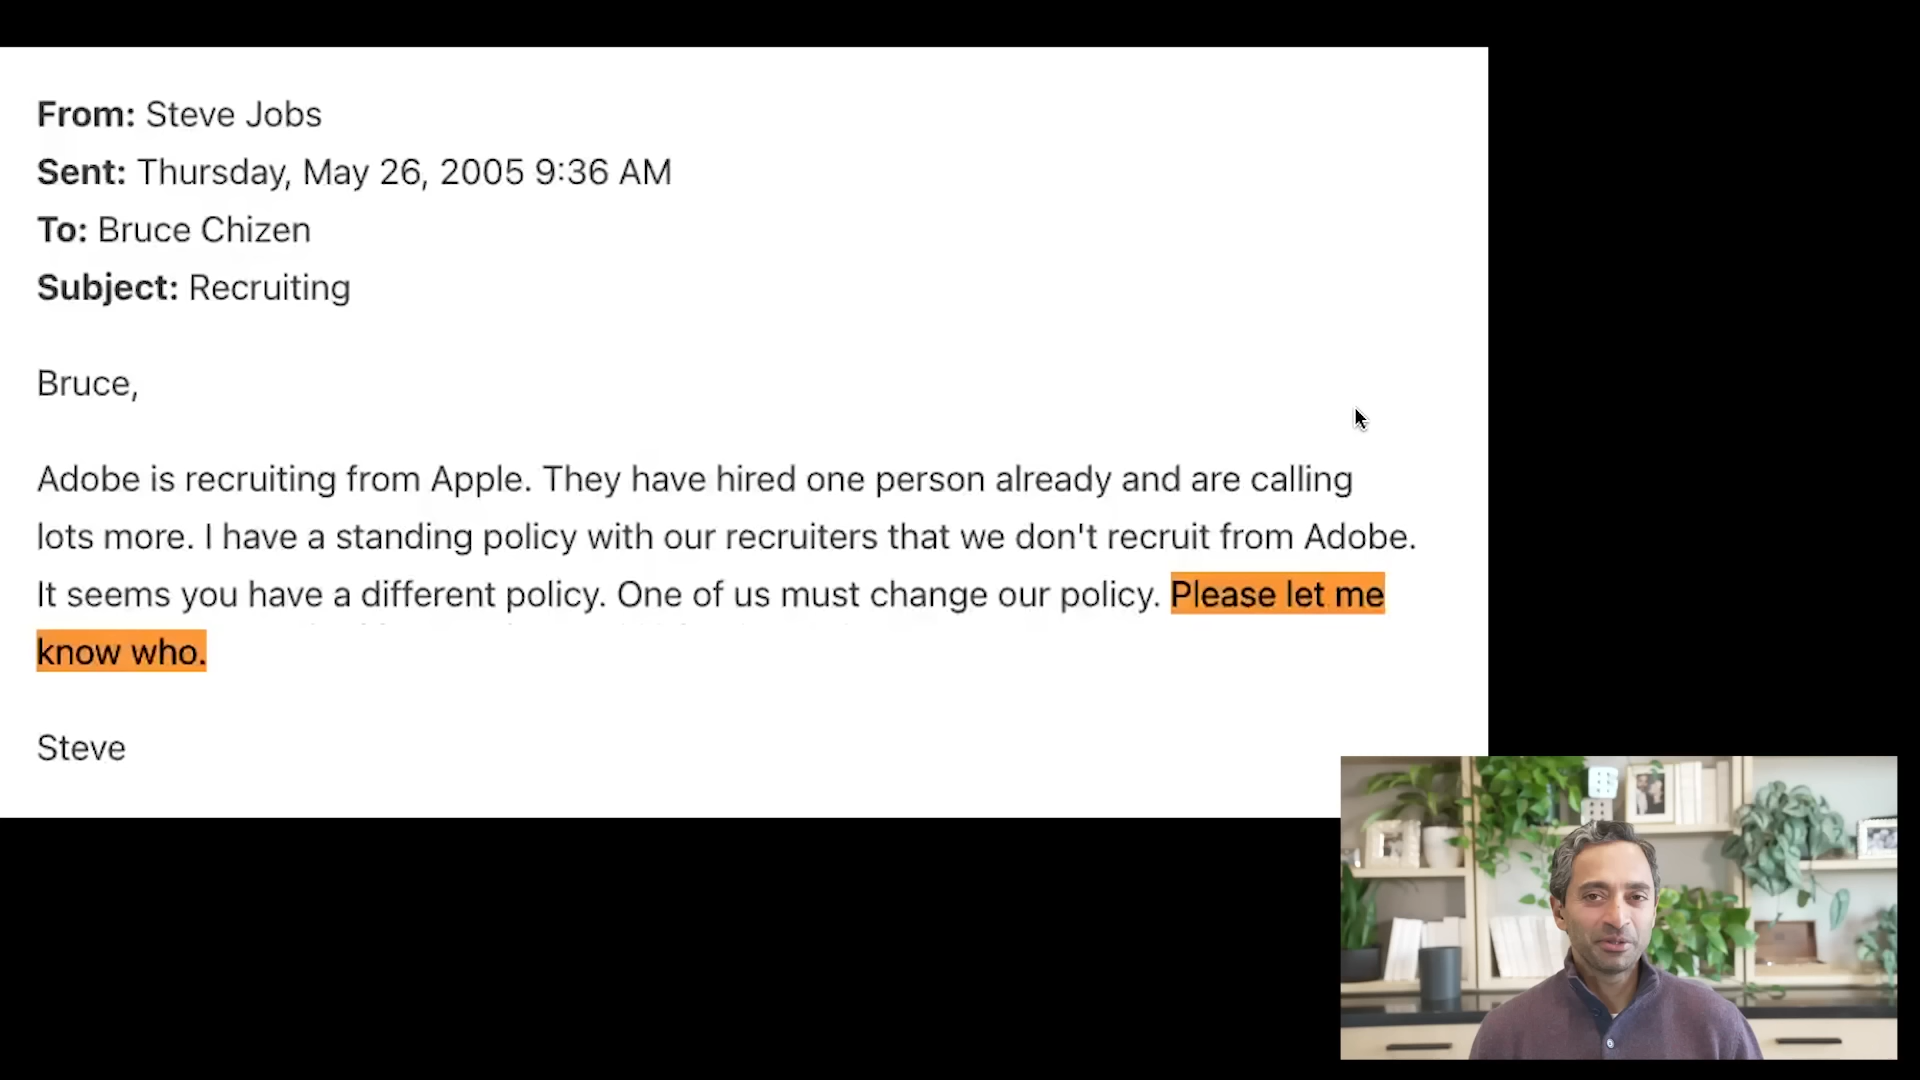 From: Steve Jobs
Sent: Thursday, May 26, 2005 9:36 AM
To: Bruce Chizen
Subject: Recruiting
Bruce,
Adobe is recruiting from Apple. They have hired one person already and are calling
lots more. I have a standing policy with our recruiters that we don't recruit from Adobe.
It seems you have a different policy. One of us must change our policy. Please let me
know who.
Steve